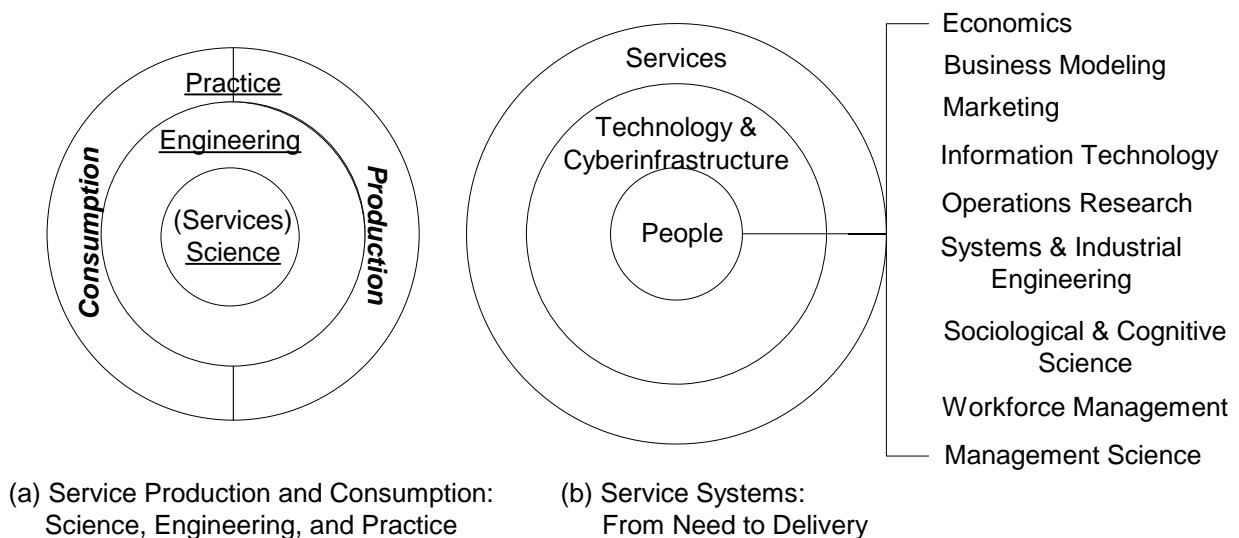 Practice
Engineering
(Services)
Science
Consumption
Production
(a) Service Production and Consumption:
Science, Engineering, and Practice
Services
Technology &
Cyberinfrastructure
People
Economics
Business Modeling
Marketing
Information Technology
Operations Research
Systems & Industrial
Engineering
Sociological & Cognitive
Science
Workforce Management
Management Science
(b) Service Systems:
From Need to Delivery